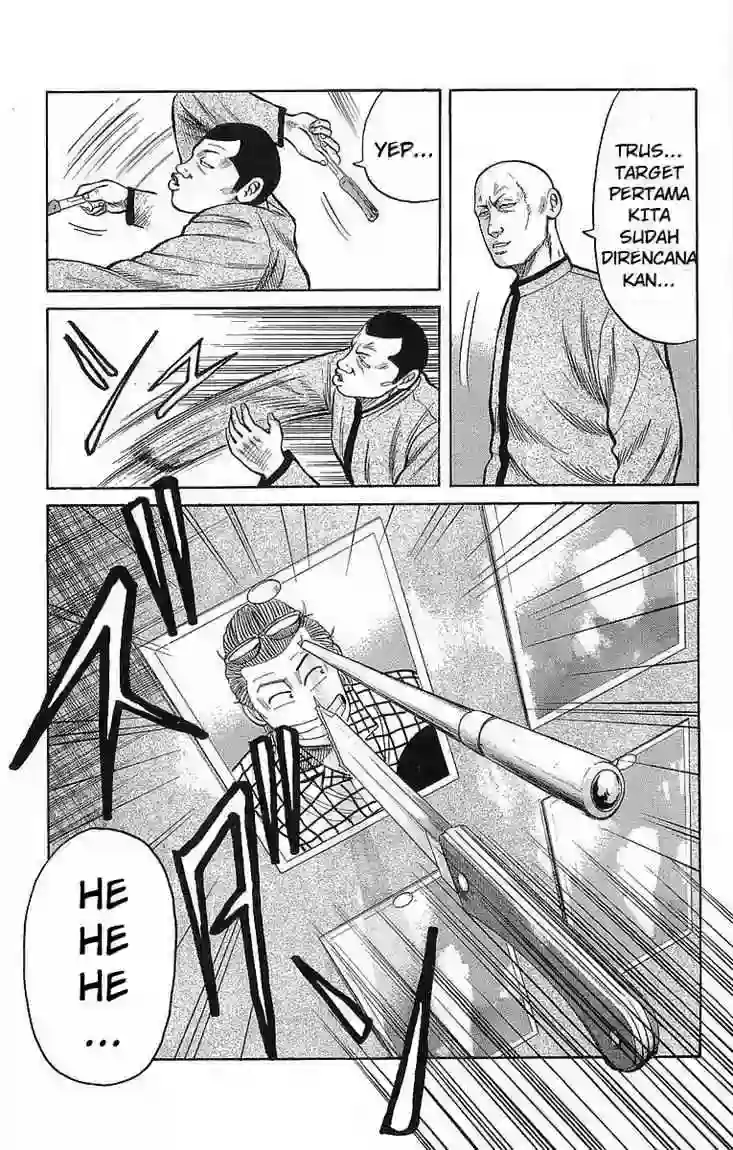 TRUS...
TARGET
PERTAMA
KITA
SUDAH
DIRENCANA
KAN...
YEP...
HE
HE
HE
...